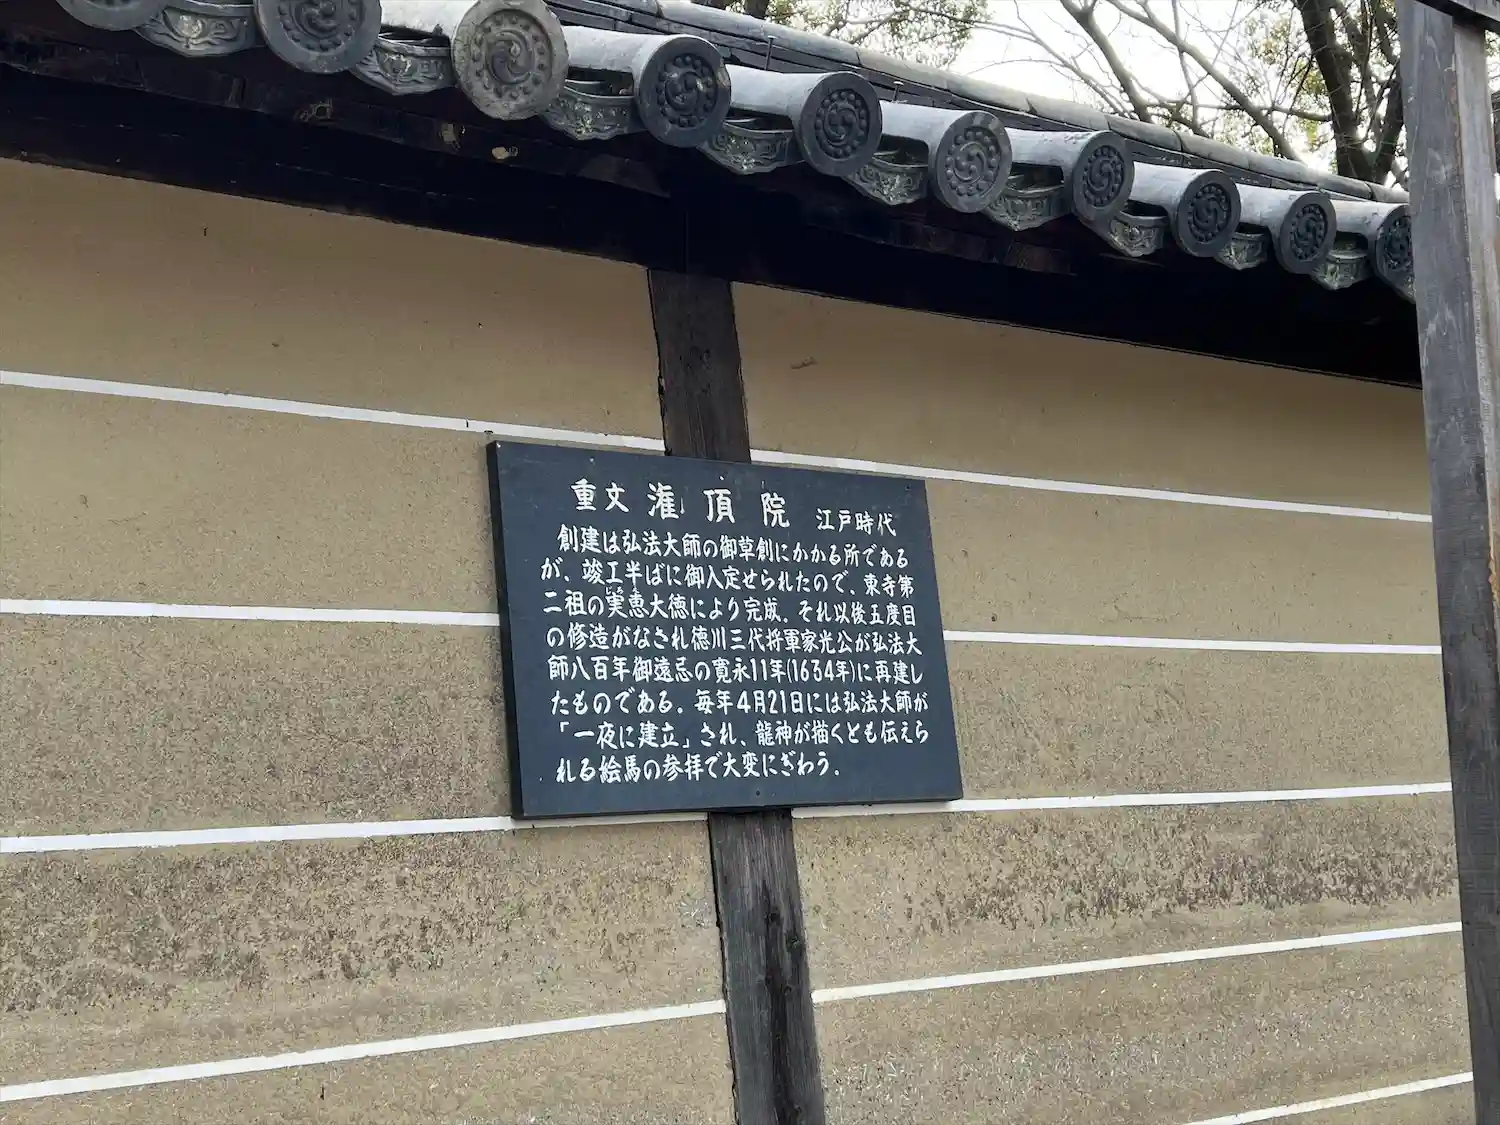 重文 潅頂院 江戸時代
創建は弘法大師の御草創にかかる所である
が、竣工半ばに御入定せられたので、東寺第
二祖の実恵大徳により完成。それ以後五度目
の修造がなされ徳川三代将軍家光公が弘法大
師八百年御遠忌の寛永11年(1634年)に再建し
たものである。毎年4月21日には弘法大師が
「一夜に建立」され、龍神が描くとも伝えら
れる絵馬の参拝で大変にぎわう。